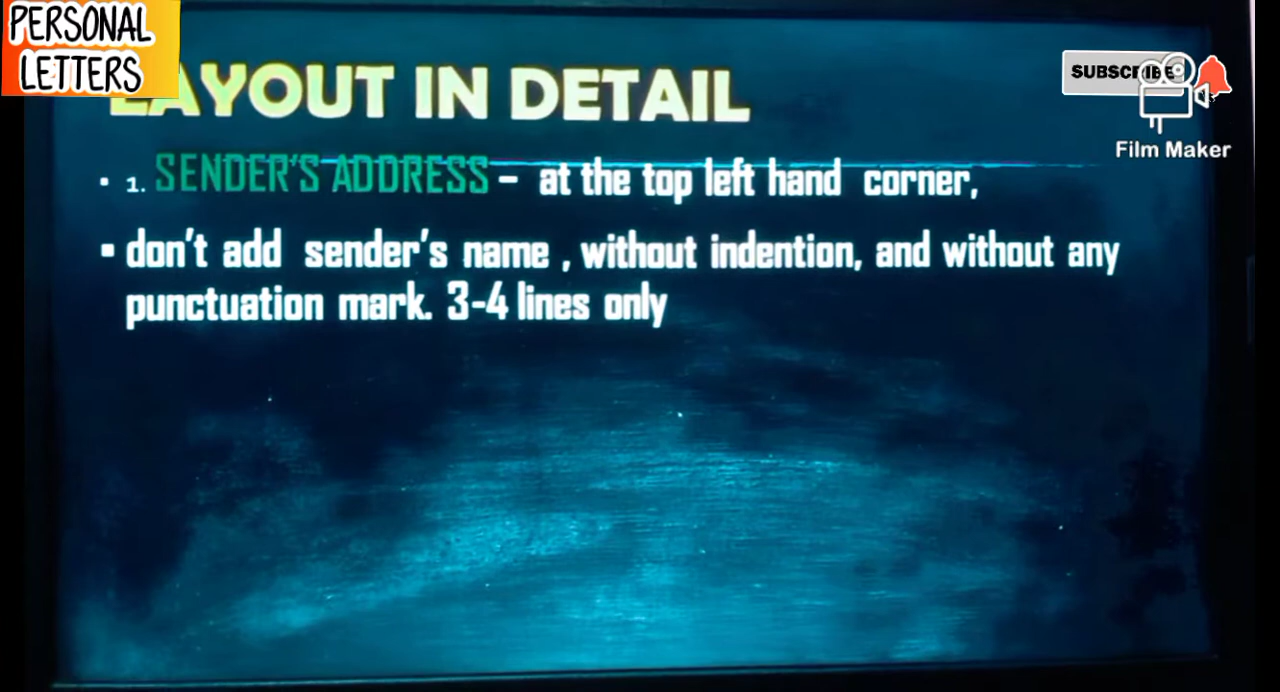 PERSONAL
LETTERS
LAYOUT IN DETAIL
SUBSCRIBE
Film Maker
▪ 1. SENDER'S ADDRESS – at the top left hand corner,
▪ don't add sender's name , without indention, and without any
punctuation mark. 3-4 lines only